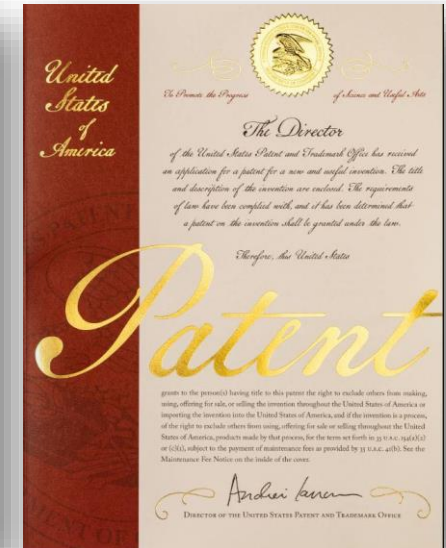 United
States
of
America
To Promote the Progress
of Science and Useful Arts
The Director
of the United States Patent and Trademark Office has received
an application for a patent for a new and useful invention. The title
and description of the invention are enclosed. The requirements
of law have been complied with, and it has been determined that
a patent on the invention shall be granted under the law.
Therefore, this United States
Patent
grants to the person(s) having title to this patent the right to exclude others from making,
using, offering for sale, or selling the invention throughout the United States of America or
importing the invention into the United States of America, and if the invention is a process,
of the right to exclude others from using, offering for sale or selling throughout the United
States of America, products made by that process, for the term set forth in 35 U.S.C. 154(a)(2)
or (c)(1), subject to the payment of maintenance fees as provided by 35 U.S.C. 41(b). See the
Maintenance Fee Notice on the inside of the cover.
Andrei Iancu
Director of the United States Patent and Trademark Office